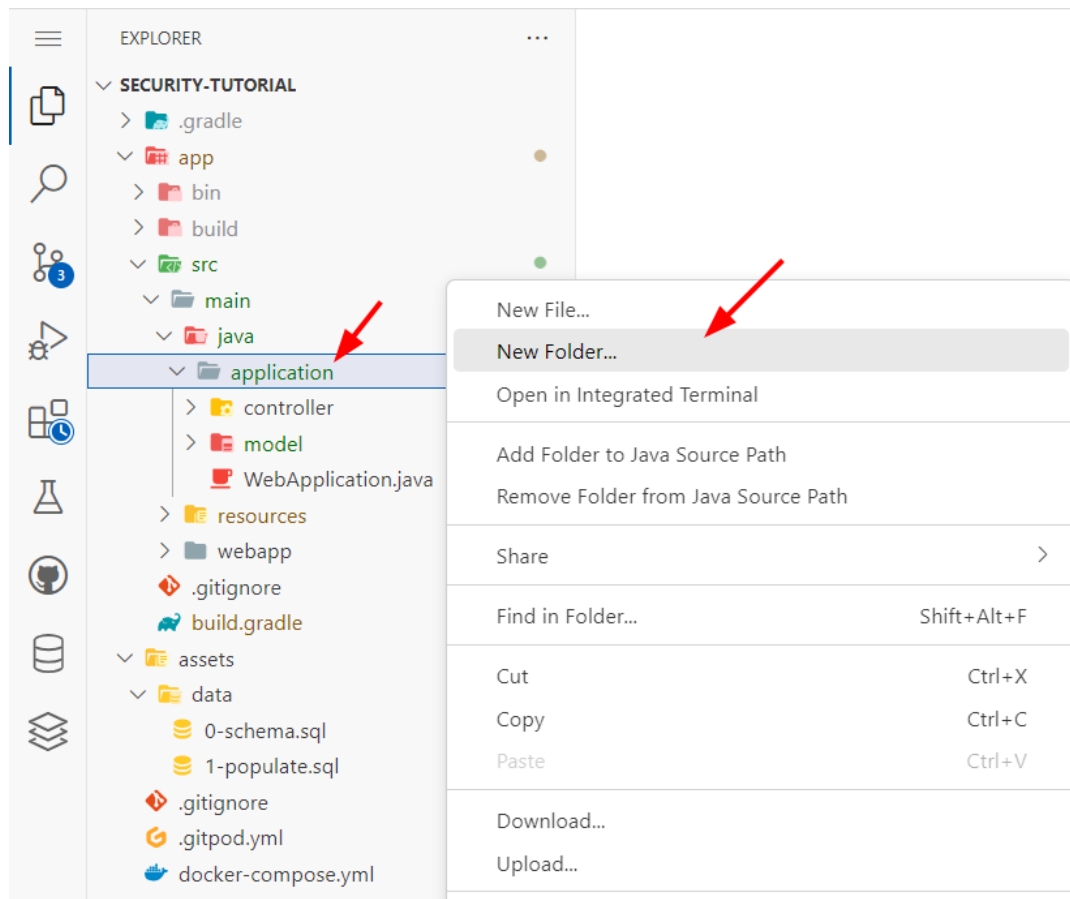 EXPLORER
SECURITY-TUTORIAL
.gradle
app
bin
build
src
3
main
java
application
controller
model
WebApplication.java
resources
webapp
.gitignore
build.gradle
assets
data
0-schema.sql
1-populate.sql
.gitignore
.gitpod.yml
docker-compose.yml
New File...
New Folder...
Open in Integrated Terminal
Add Folder to Java Source Path
Remove Folder from Java Source Path
Share
Find in Folder... Shift+Alt+F
Cut Ctrl+X
Copy Ctrl+C
Paste Ctrl+V
Download...
Upload...